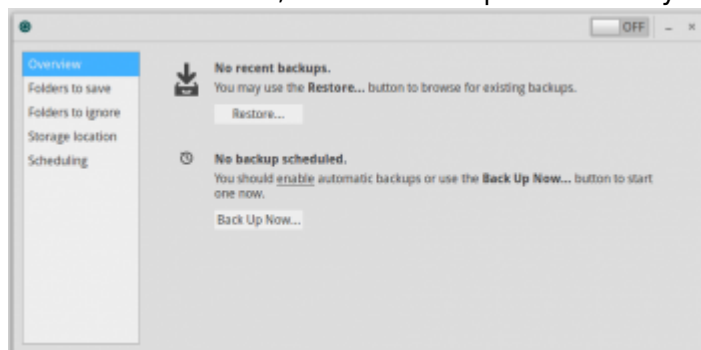 OFF
Overview
Folders to save
Folders to ignore
Storage location
Scheduling
No recent backups.
You may use the Restore... button to browse for existing backups.
Restore...
No backup scheduled.
You should enable automatic backups or use the Back Up Now... button to start
one now.
Back Up Now...